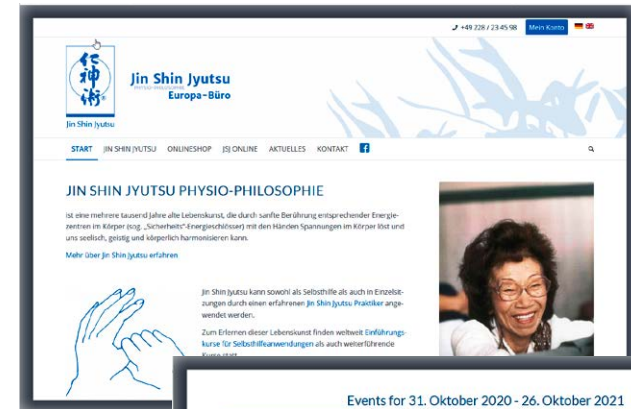 +49 228 / 23 45 98 Mein Konto
仁神術
Jin Shin Jyutsu
Jin Shin Jyutsu
PHYSIO-PHILOSOPHIE
Europa-Büro
START JIN SHIN JYUTSU ONLINESHOP JSJ ONLINE AKTUELLES KONTAKT
JIN SHIN JYUTSU PHYSIO-PHILOSOPHIE
Ist eine mehrere tausend Jahre alte Lebenskunst, die durch sanfte Berührung entsprechender Energie-
zentren im Körper (sog. „Sicherheits“-Energieschlösser) mit den Händen Spannungen im Körper löst und
uns seelisch, geistig und körperlich harmonisieren kann.
Mehr über Jin Shin Jyutsu erfahren
Jin Shin Jyutsu kann sowohl als Selbsthilfe als auch in Einzelsit-
zungen durch einen erfahrenen Jin Shin Jyutsu Praktiker ange-
wendet werden.
Zum Erlernen dieser Lebenskunst finden weltweit Einführungs-
kurse für Selbsthilfeanwendungen als auch weiterführende
Kurse statt.
Events for 31. Oktober 2020 - 26. Oktober 2021